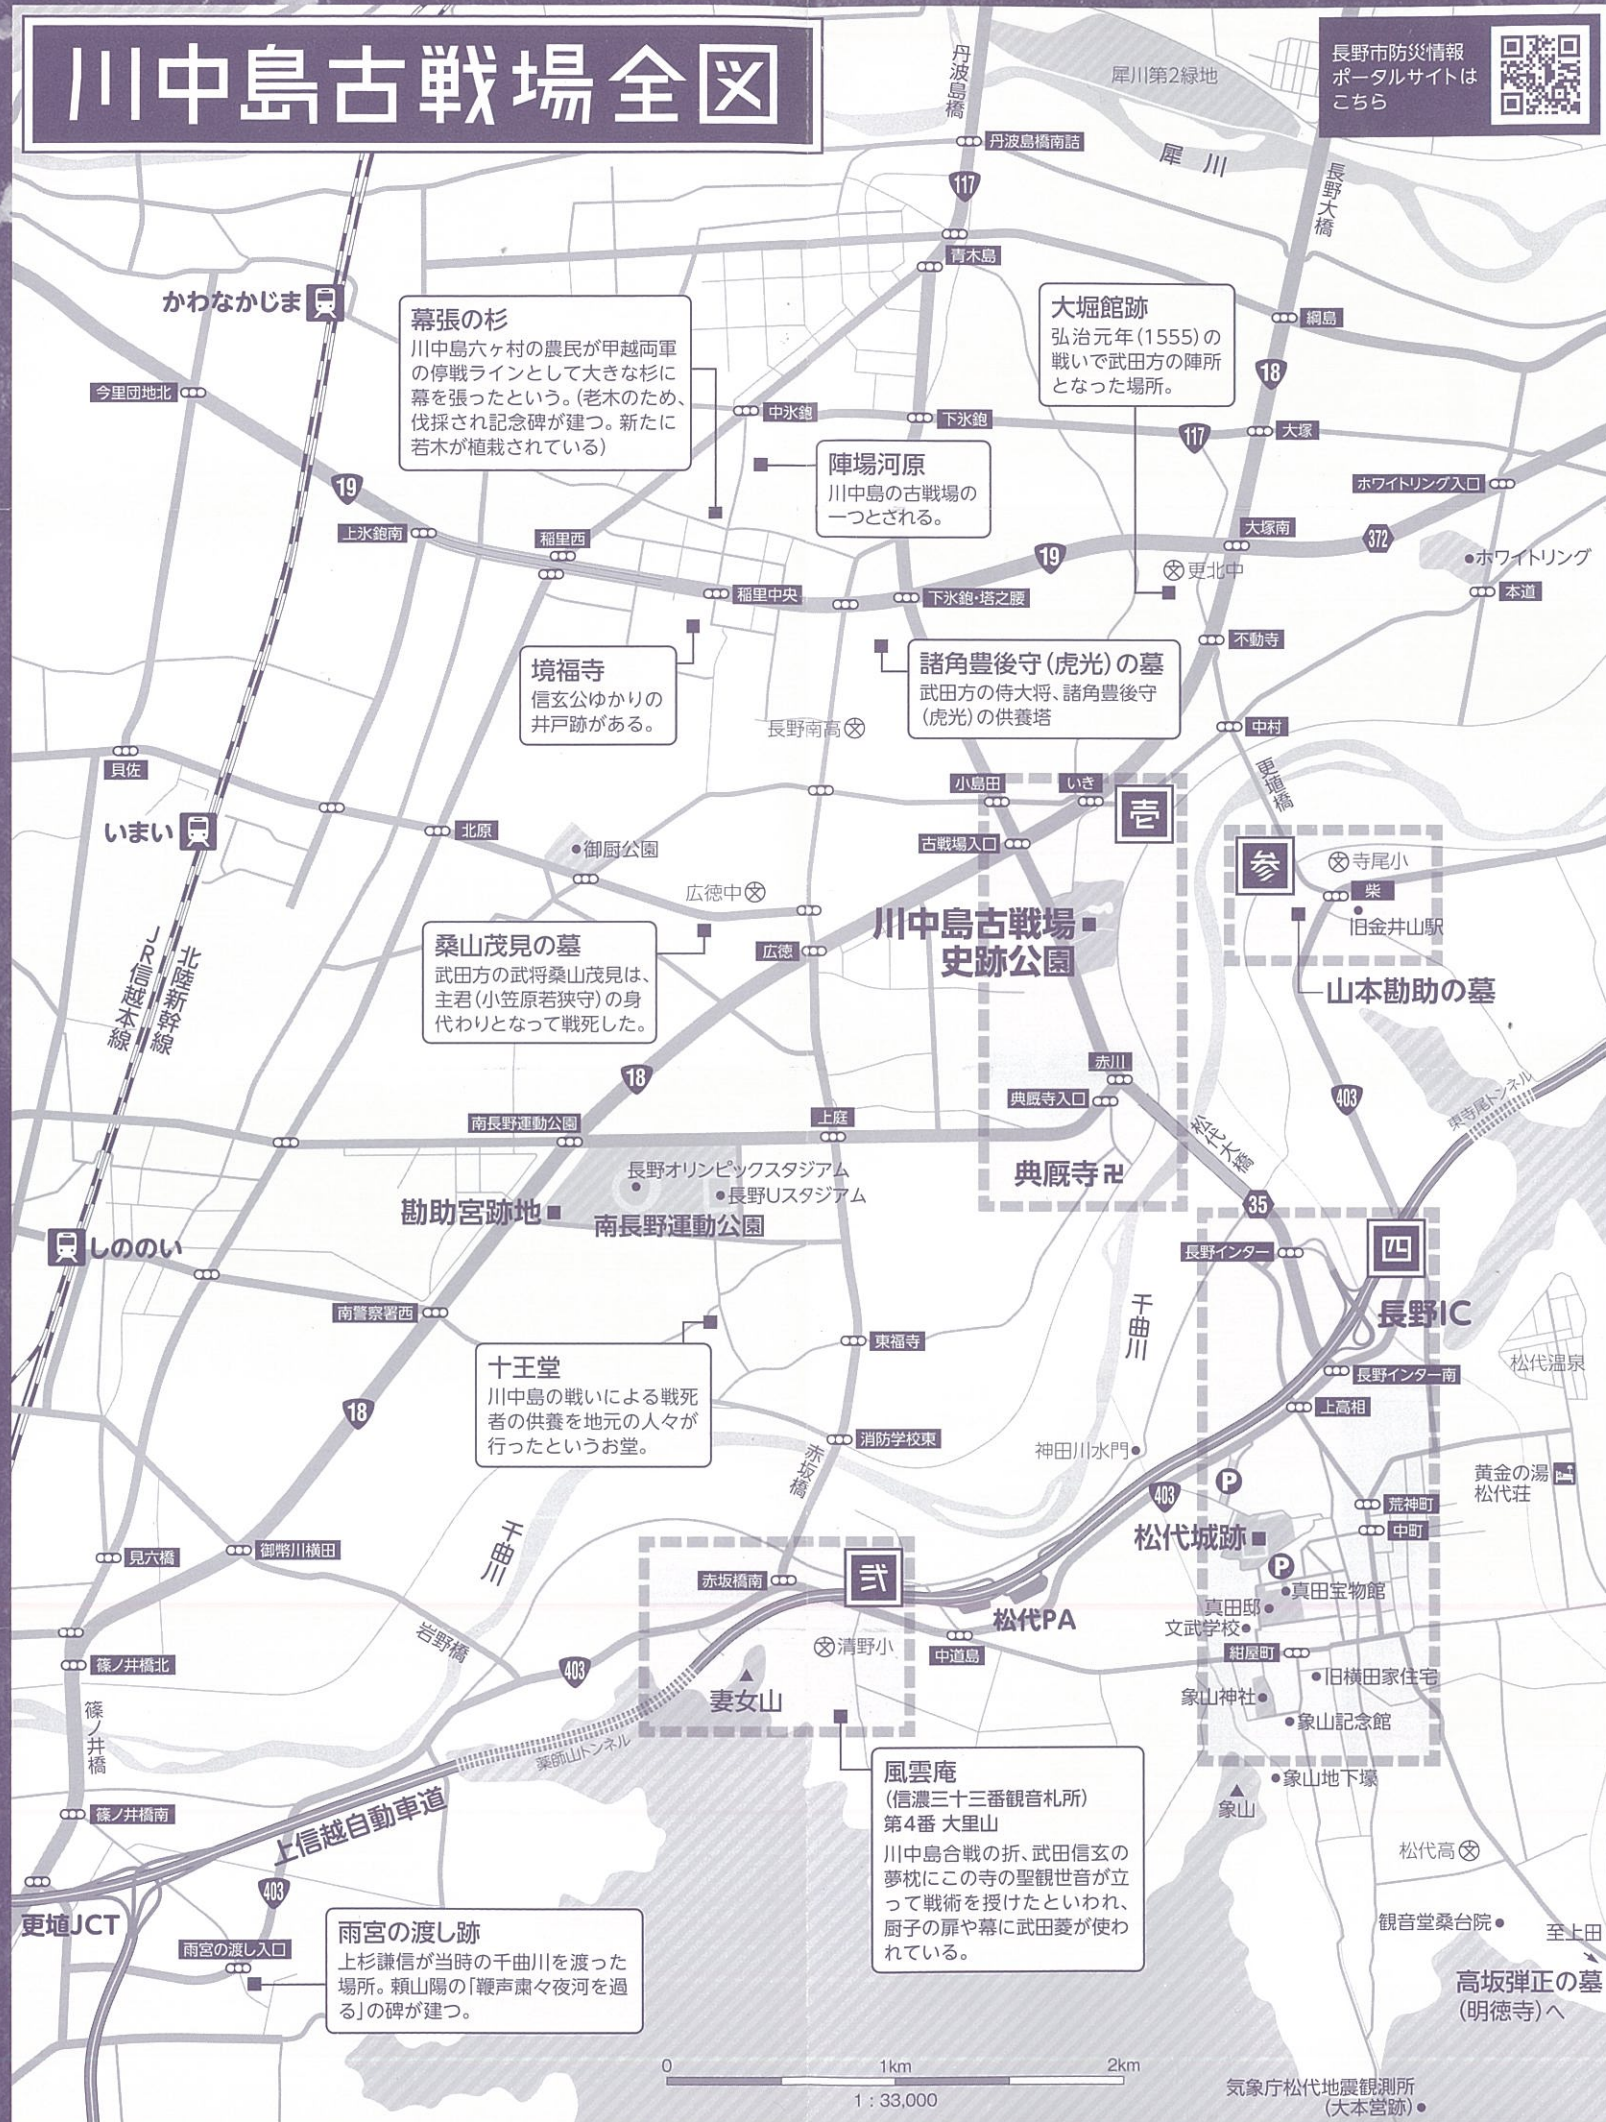 川中島古戦場全図
長野市防災情報
ポータルサイトは
こちら
丹波島橋
犀川第2緑地
丹波島橋南詰
犀川
長野大橋
117
青木島
かわなかじま
幕張の杉
川中島六ヶ村の農民が甲越両軍
の停戦ラインとして大きな杉に
幕を張ったという。(老木のため、
伐採され記念碑が建つ。新たに
若木が植栽されている)
大堀館跡
弘治元年(1555)の
戦いで武田方の陣所
となった場所。
綱島
18
今里団地北
中氷鉋
下氷鉋
117
大塚
陣場河原
川中島の古戦場の
一つとされる。
ホワイトリング入口
19
上氷鉋南
稲里西
大塚南
372
19
ホワイトリング
更北中
本道
稲里中央
下氷鉋・塔之腰
不動寺
境福寺
信玄公ゆかりの
井戸跡がある。
諸角豊後守(虎光)の墓
武田方の侍大将、諸角豊後守
(虎光)の供養塔
長野南高
中村
更埴橋
貝佐
小島田
いき
壱
いまい
北原
御厨公園
古戦場入口
参
寺尾小
柴
旧金井山駅
広徳中
川中島古戦場
史跡公園
桑山茂見の墓
武田方の武将桑山茂見は、
主君(小笠原若狭守)の身
代わりとなって戦死した。
広徳
山本勘助の墓
北陸新幹線
JR信越本線
18
赤川
典厩寺入口
403
東寺尾トンネル
南長野運動公園
上庭
松代大橋
長野オリンピックスタジアム
長野Uスタジアム
南長野運動公園
典厩寺
勘助宮跡地
35
しののい
長野インター
四
長野IC
南警察署西
千曲川
東福寺
松代温泉
十王堂
川中島の戦いによる戦死
者の供養を地元の人々が
行ったというお堂。
長野インター南
上高相
18
消防学校東
赤坂橋
神田川水門
黄金の湯
松代荘
P
403
荒神町
松代城跡
中町
千曲川
見六橋
御幣川横田
赤坂橋南
弐
P
真田宝物館
真田邸
文武学校
松代PA
岩野橋
清野小
中道島
紺屋町
篠ノ井橋北
403
旧横田家住宅
妻女山
象山神社
象山記念館
篠ノ井橋
薬師山トンネル
風雲庵
(信濃三十三番観音札所)
第4番 大里山
川中島合戦の折、武田信玄の
夢枕にこの寺の聖観世音が立
って戦術を授けたといわれ、
厨子の扉や幕に武田菱が使わ
れている。
象山地下壕
象山
篠ノ井橋南
上信越自動車道
松代高
403
更埴JCT
観音堂桑台院
至上田
雨宮の渡し入口
雨宮の渡し跡
上杉謙信が当時の千曲川を渡った
場所。頼山陽の「鞭声粛々夜河を過
る」の碑が建つ。
高坂弾正の墓
(明徳寺)へ
0 1km 2km
1：33,000
気象庁松代地震観測所
(大本営跡)